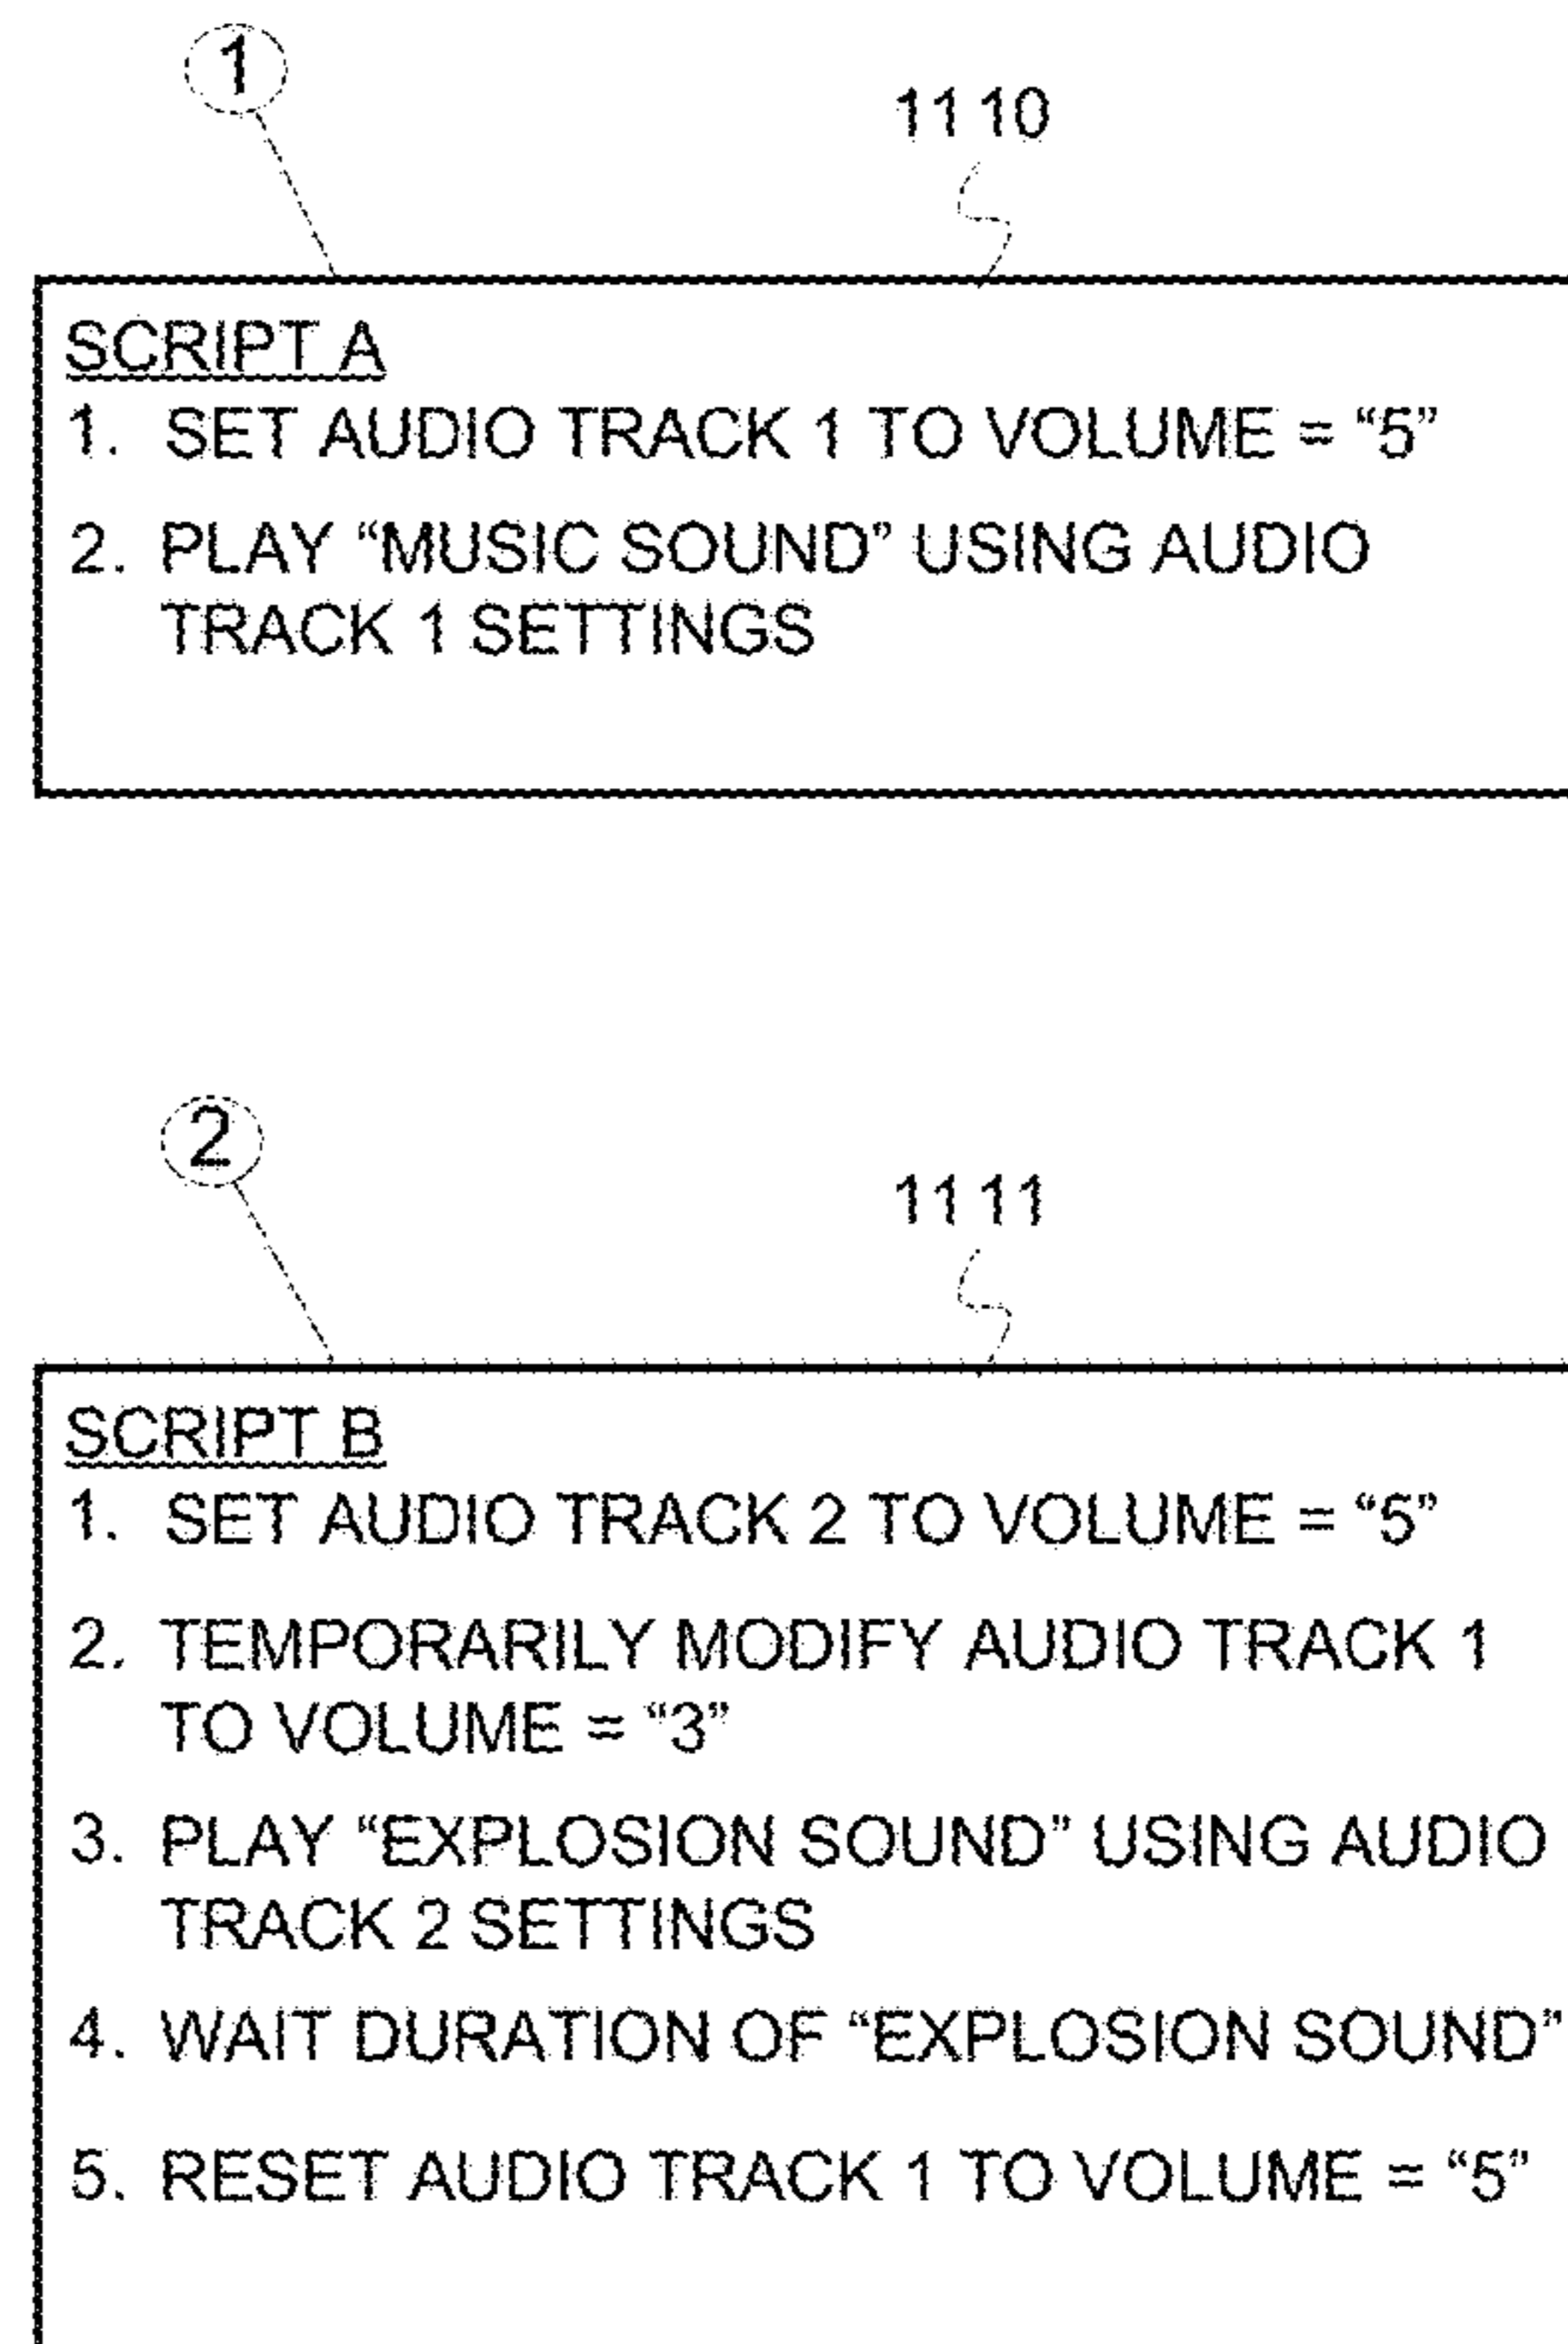 1
1110
SCRIPT A
1. SET AUDIO TRACK 1 TO VOLUME = “5”
2. PLAY “MUSIC SOUND” USING AUDIO
TRACK 1 SETTINGS
2
1111
SCRIPT B
1. SET AUDIO TRACK 2 TO VOLUME = “5”
2. TEMPORARILY MODIFY AUDIO TRACK 1
TO VOLUME = “3”
3. PLAY “EXPLOSION SOUND” USING AUDIO
TRACK 2 SETTINGS
4. WAIT DURATION OF “EXPLOSION SOUND”
5. RESET AUDIO TRACK 1 TO VOLUME = “5”